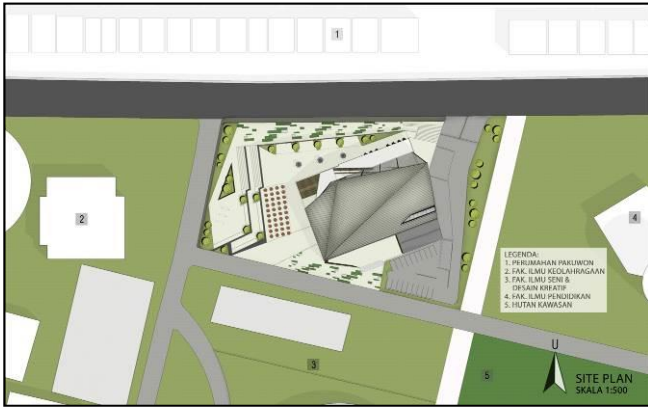 1
2
4
LEGENDA:
1. PERUMAHAN PAKUWON
2. FAK. ILMU KEOLAHRAGAAN
3. FAK. ILMU SENI &
DESAIN KREATIF
4. FAK. ILMU PENDIDIKAN
5. HUTAN KAWASAN
U
3
5
SITE PLAN
SKALA 1:500